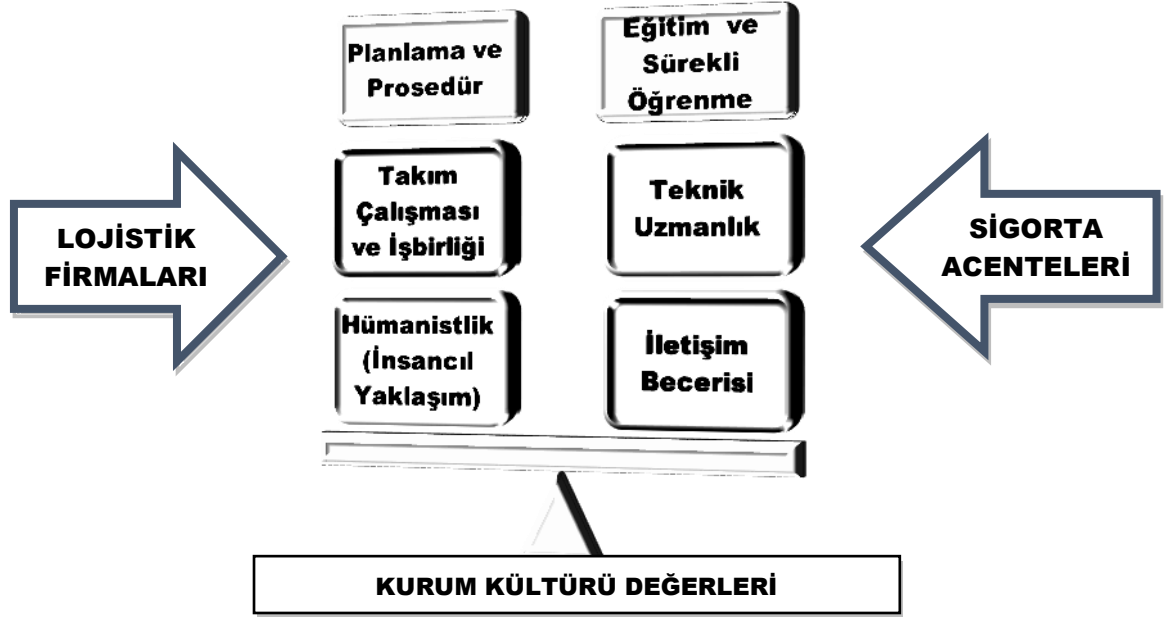 Planlama ve
Prosedür
Eğitim ve
Sürekli
Öğrenme
LOJİSTİK
FİRMALARI
Takım
Çalışması
ve İşbirliği
Teknik
Uzmanlık
SİGORTA
ACENTELERİ
Hümanistlik
(İnsancıl
Yaklaşım)
İletişim
Becerisi
KURUM KÜLTÜRÜ DEĞERLERİ